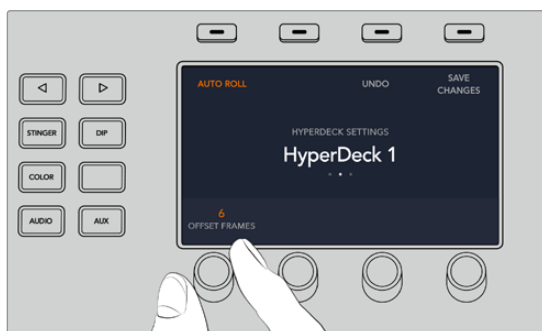 AUTO ROLL
UNDO
SAVE
CHANGES
STINGER
DIP
HYPERDECK SETTINGS
HyperDeck 1
COLOR
AUDIO
AUX
6
OFFSET FRAMES